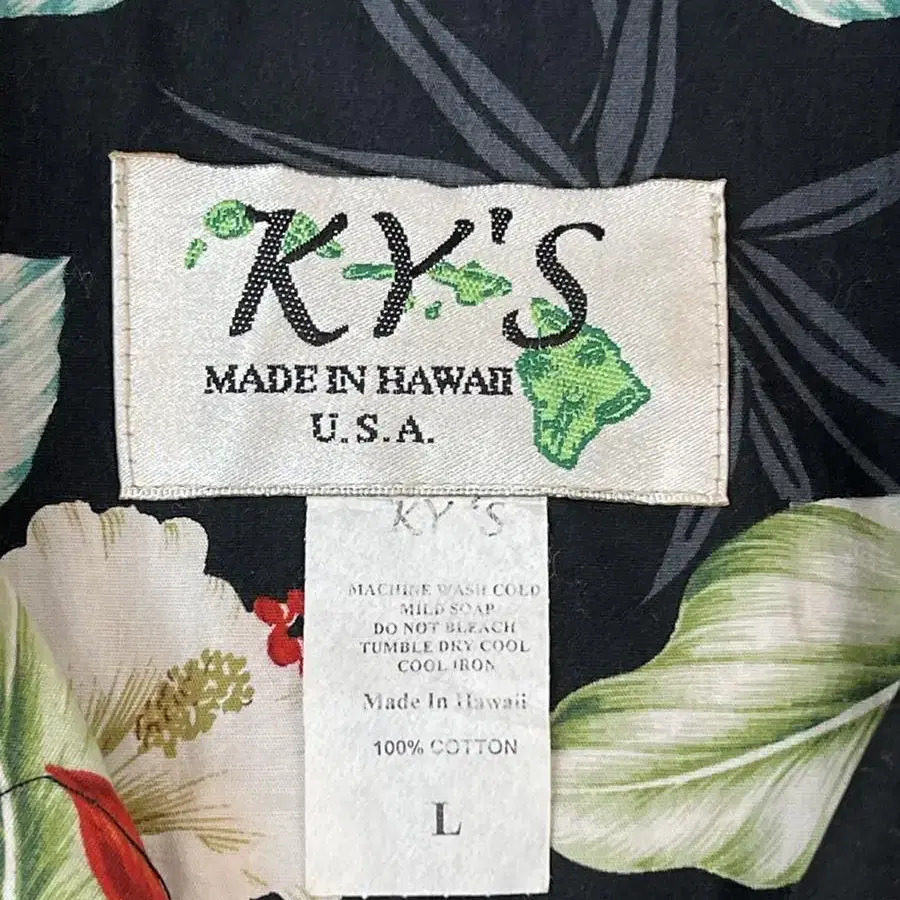 KY'S
MADE IN HAWAII
U.S.A.
KY'S
MACHINE WASH COLD
MILD SOAP
DO NOT BLEACH
TUMBLE DRY COOL
COOL IRON
Made In Hawaii
100% COTTON
L